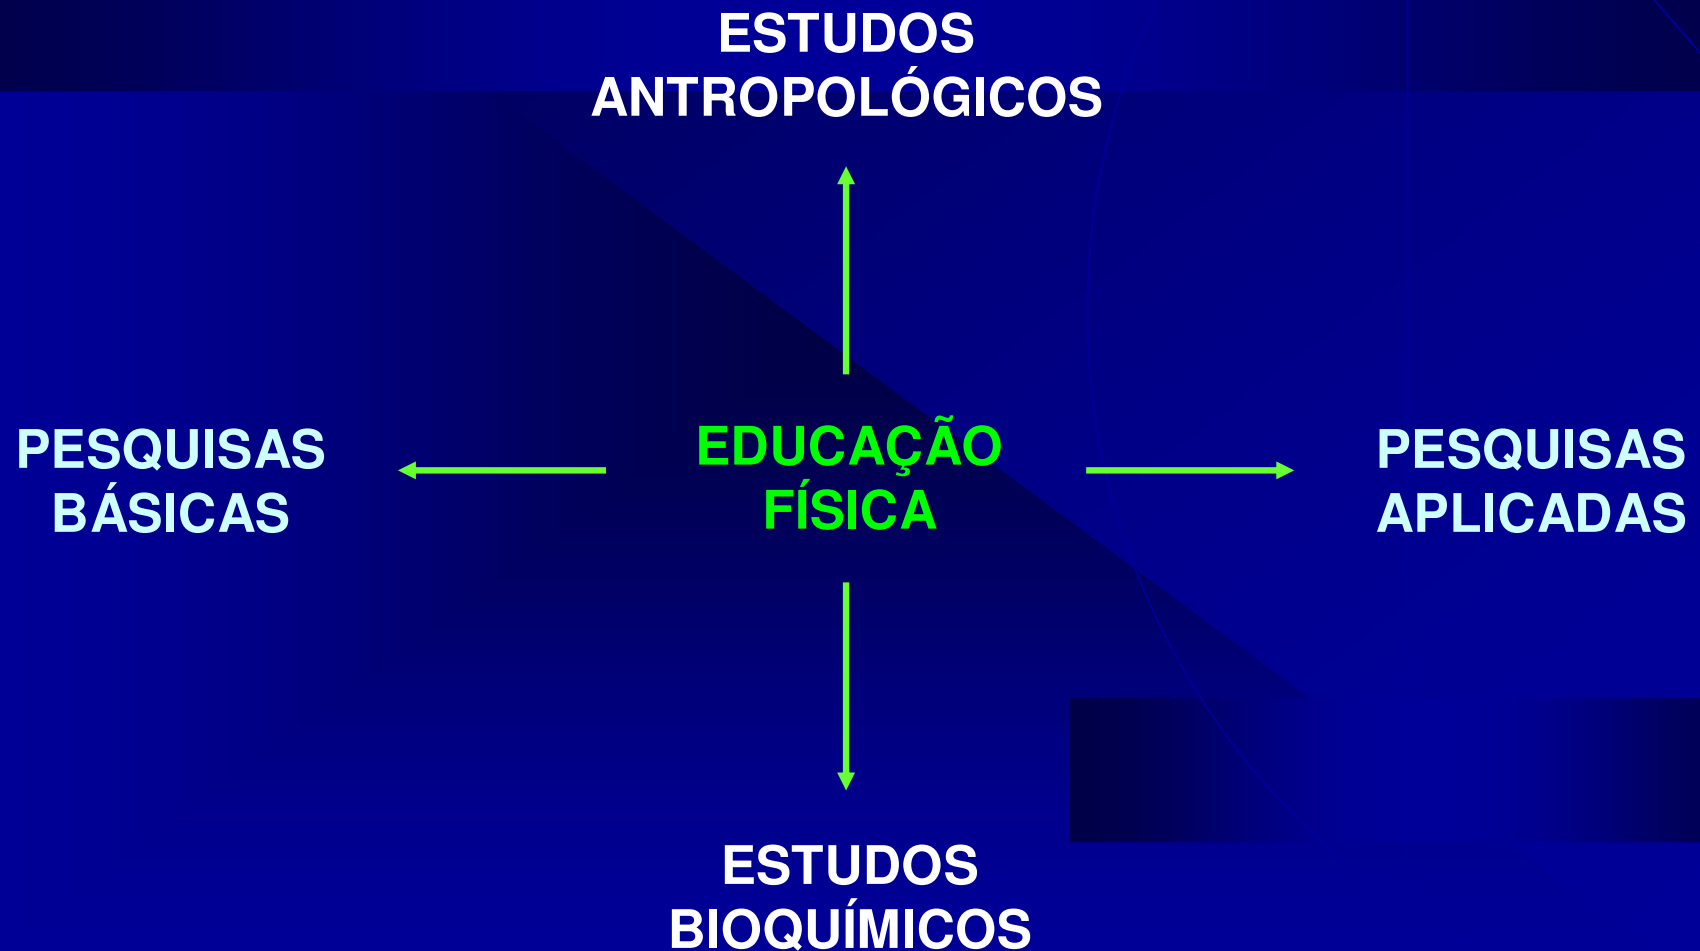 ESTUDOS
ANTROPOLÓGICOS
PESQUISAS
BÁSICAS
EDUCAÇÃO
FÍSICA
PESQUISAS
APLICADAS
ESTUDOS
BIOQUÍMICOS